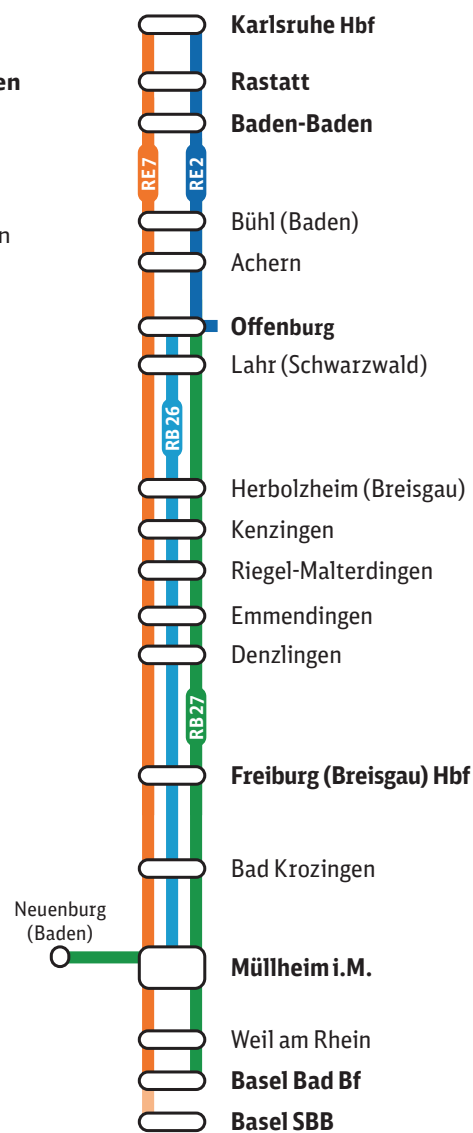 Karlsruhe Hbf
en
Rastatt
Baden-Baden
RE7
RE2
n
Bühl (Baden)
Achern
Offenburg
Lahr (Schwarzwald)
RB 26
Herbolzheim (Breisgau)
Kenzingen
Riegel-Malterdingen
Emmendingen
Denzlingen
RB27
Freiburg (Breisgau) Hbf
Bad Krozingen
Neuenburg
(Baden)
Müllheim i.M.
Weil am Rhein
Basel Bad Bf
Basel SBB